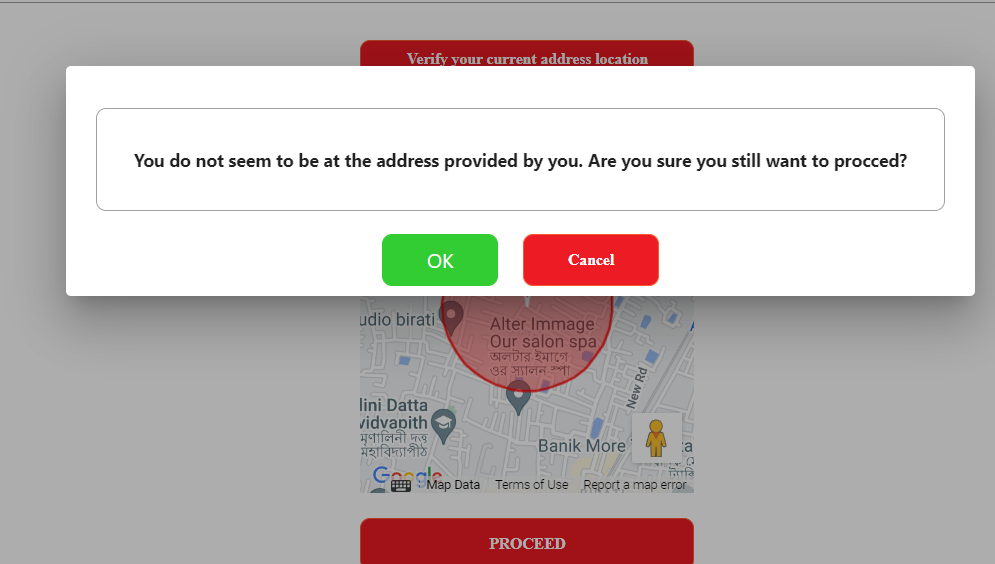 Verify your current address location
You do not seem to be at the address provided by you. Are you sure you still want to procced?
OK
Cancel
udio birati
Alter Immage
Our salon spa
অলটার ইমাগে
ওর স্যালন স্পা
New Rd
lini Datta
vidyapith
মৃণালিনী দত্ত
মহাবিদ্যাপীঠ
Banik More
Google
Map Data
Terms of Use
Report a map error
PROCEED